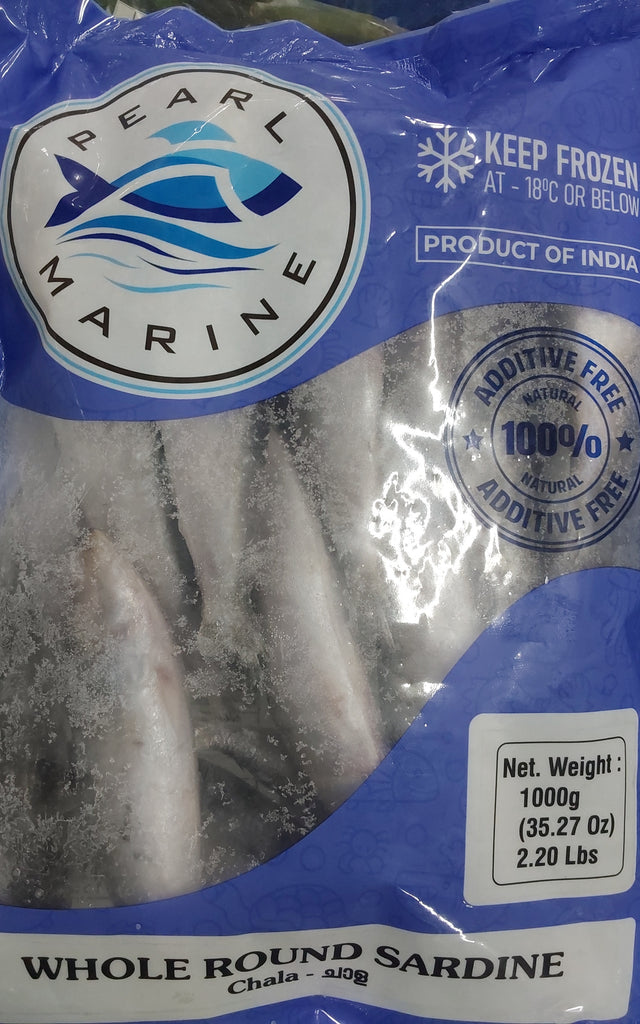 PEARL
MARINE
KEEP FROZEN
AT - 18ºC OR BELOW
PRODUCT OF INDIA
ADDITIVE FREE
NATURAL
100%
NATURAL
ADDITIVE FREE
Net. Weight :
1000g
(35.27 Oz)
2.20 Lbs
WHOLE ROUND SARDINE
Chala - ചാള